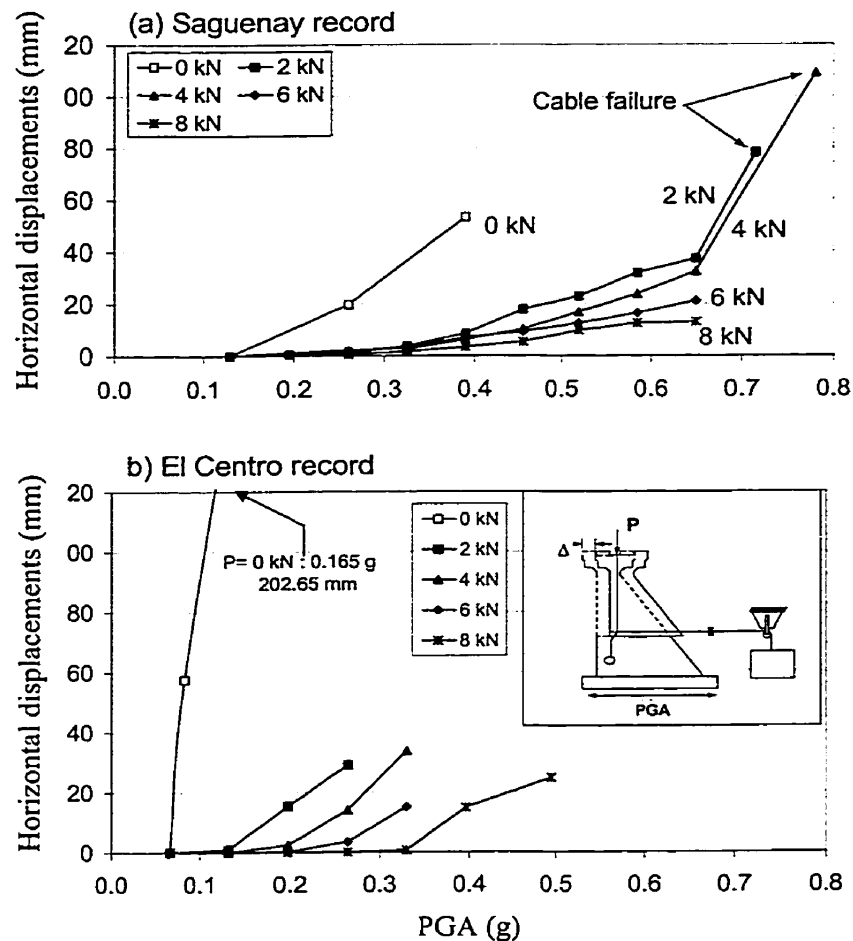 (a) Saguenay record
Horizontal displacements (mm)
20
00
80
60
40
20
0
0 kN
2 kN
4 kN
6 kN
8 kN
Cable failure
0 kN
2 kN
4 kN
6 kN
8 kN
0.0 0.1 0.2 0.3 0.4 0.5 0.6 0.7 0.8
b) El Centro record
Horizontal displacements (mm)
20
00
80
60
40
20
0
P= 0 kN : 0.165 g
202.65 mm
0 kN
2 kN
4 kN
6 kN
8 kN
P
Δ
PGA
0.0 0.1 0.2 0.3 0.4 0.5 0.6 0.7 0.8
PGA (g)